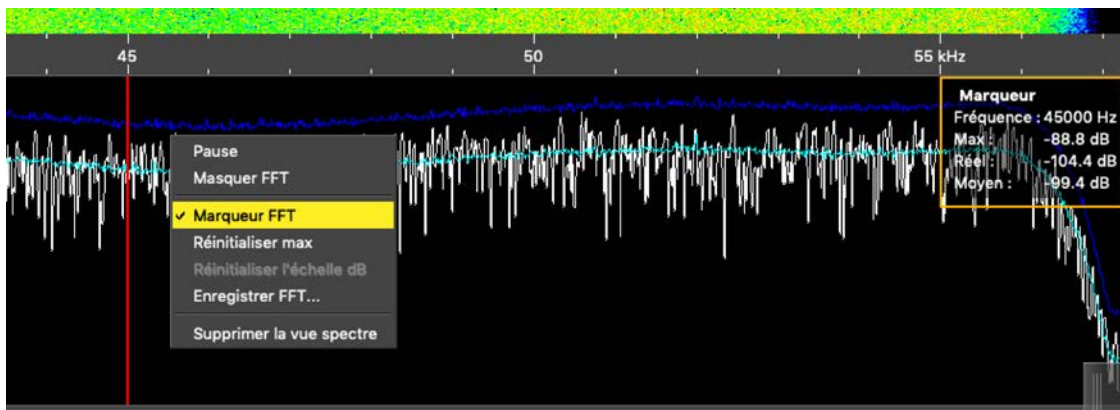 45 50 55 kHz
Marqueur
Fréquence : 45000 Hz
Max : -88.8 dB
Réel : -104.4 dB
Moyen : -99.4 dB
Pause
Masquer FFT
✓ Marqueur FFT
Réinitialiser max
Réinitialiser l'échelle dB
Enregistrer FFT...
Supprimer la vue spectre